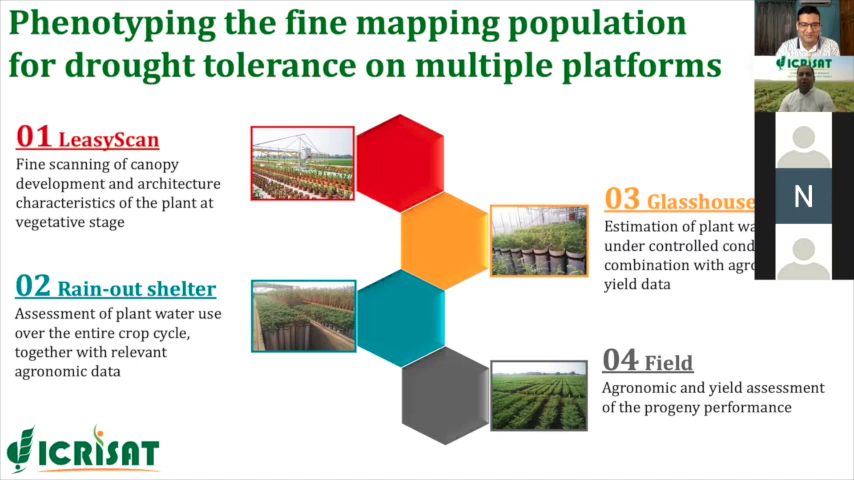 Phenotyping the fine mapping population
for drought tolerance on multiple platforms
ICRISAT
01 LeasyScan
Fine scanning of canopy
development and architecture
characteristics of the plant at
vegetative stage
03 Glasshouse
Estimation of plant
under controlled
combination with
yield data
N
02 Rain-out shelter
Assessment of plant water use
over the entire crop cycle,
together with relevant
agronomic data
04 Field
Agronomic and yield assessment
of the progeny performance
ICRISAT